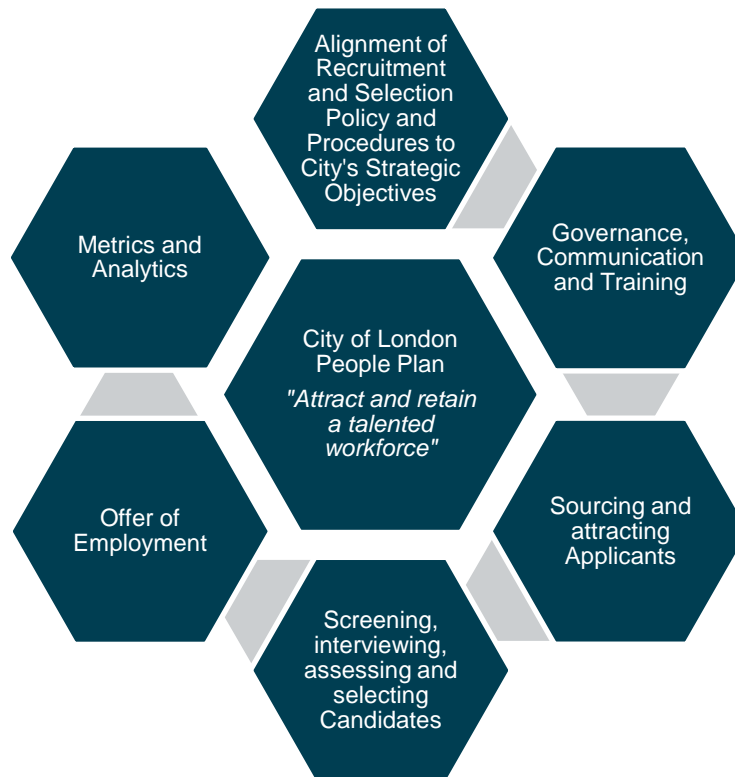 Alignment of
Recruitment
and Selection
Policy and
Procedures to
City's Strategic
Objectives
Governance,
Communication
and Training
Sourcing and
attracting
Applicants
Screening,
interviewing,
assessing and
selecting
Candidates
Offer of
Employment
Metrics and
Analytics
City of London
People Plan
"Attract and retain
a talented
workforce"